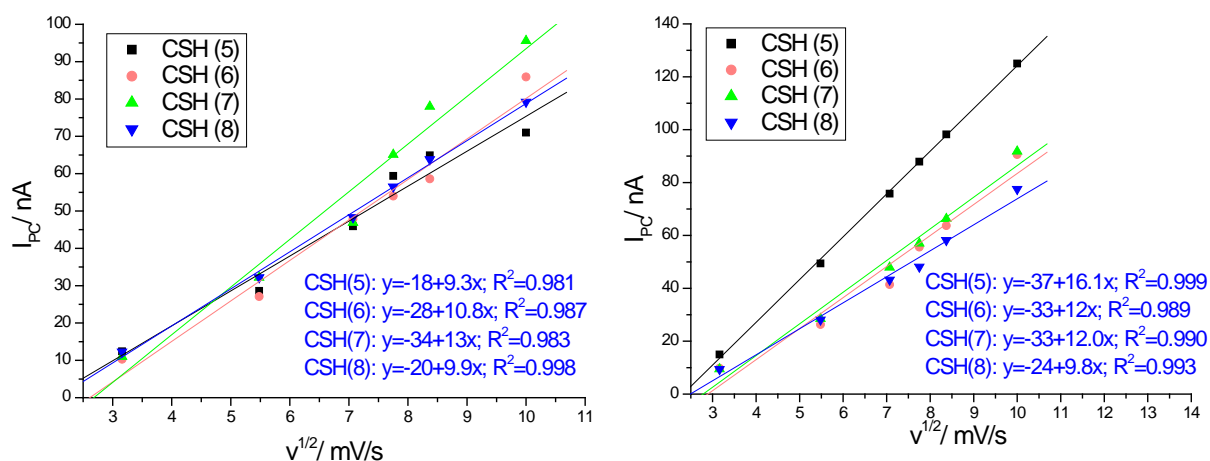 100
90
80
70
60
50
40
30
20
10
0
I_PC/ nA
CSH (5)
CSH (6)
CSH (7)
CSH (8)
CSH(5): y=-18+9.3x; R²=0.981
CSH(6): y=-28+10.8x; R²=0.987
CSH(7): y=-34+13x; R²=0.983
CSH(8): y=-20+9.9x; R²=0.998
3 4 5 6 7 8 9 10 11
v^1/2/ mV/s
140
120
100
80
60
40
20
0
I_PC/ nA
CSH (5)
CSH (6)
CSH (7)
CSH (8)
CSH(5): y=-37+16.1x; R²=0.999
CSH(6): y=-33+12x; R²=0.989
CSH(7): y=-33+12.0x; R²=0.990
CSH(8): y=-24+9.8x; R²=0.993
3 4 5 6 7 8 9 10 11 12 13 14
v^1/2/ mV/s